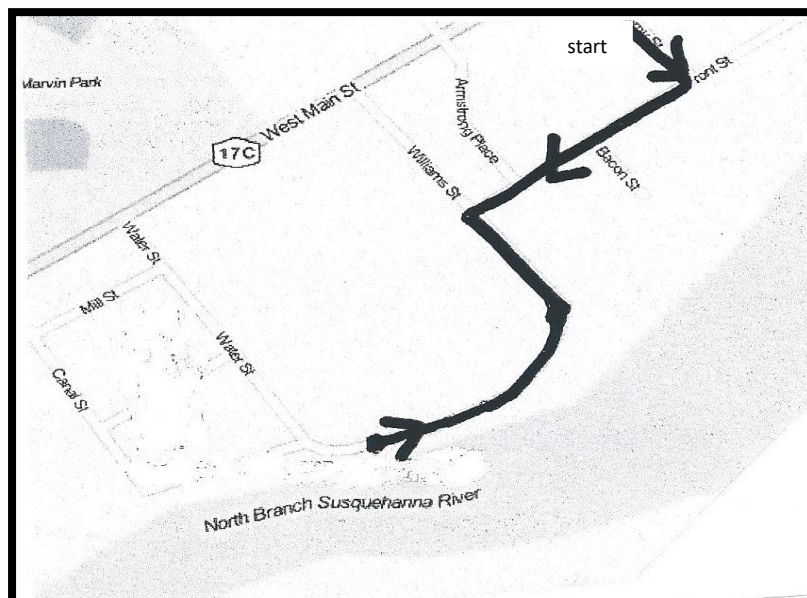 start
ront St
Marvin Park
West Main St
17C
Armstrong Place
Bacon St
Williams St
Water St
Mill St
Water St
Canal St
North Branch Susquehanna River